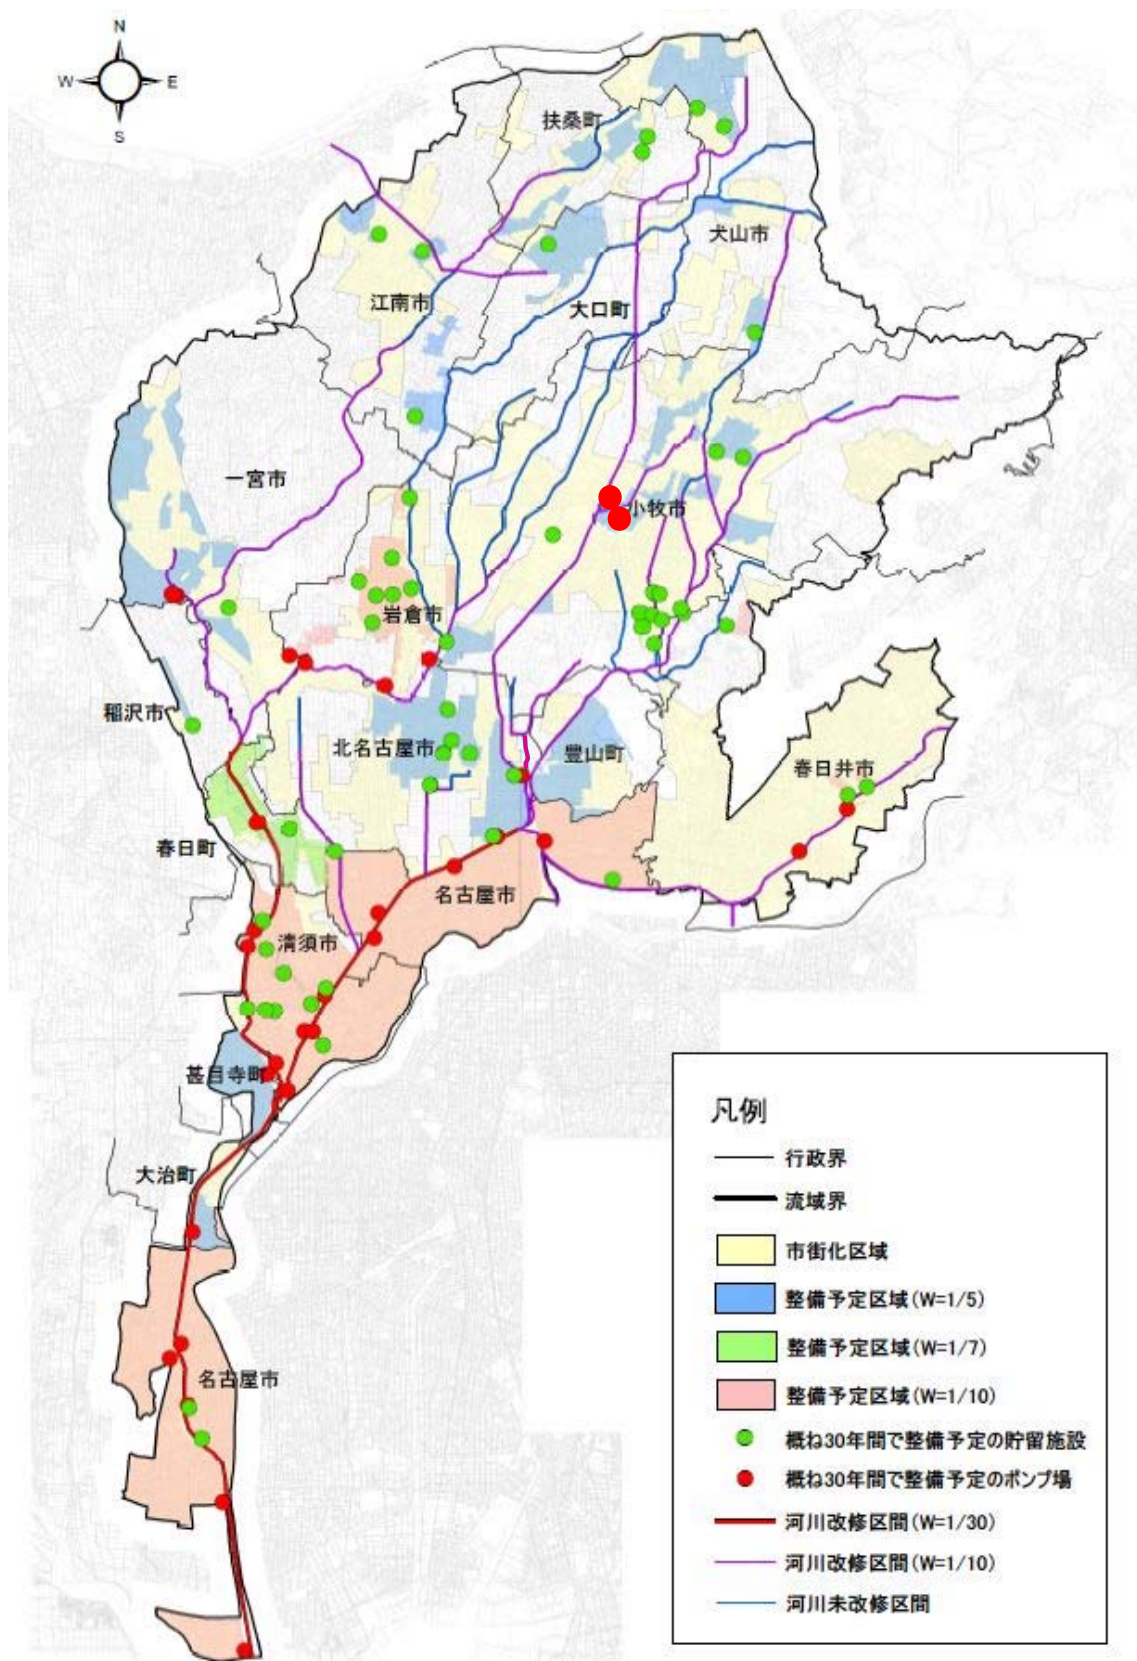 N
W
E
S
扶桑町
犬山市
江南市
大口町
一宮市
小牧市
岩倉市
稲沢市
北名古屋市
豊山町
春日井市
春日町
名古屋市
清須市
甚目寺町
大治町
名古屋市
凡例
行政界
流域界
市街化区域
整備予定区域(W=1/5)
整備予定区域(W=1/7)
整備予定区域(W=1/10)
概ね30年間で整備予定の貯留施設
概ね30年間で整備予定のポンプ場
河川改修区間(W=1/30)
河川改修区間(W=1/10)
河川未改修区間